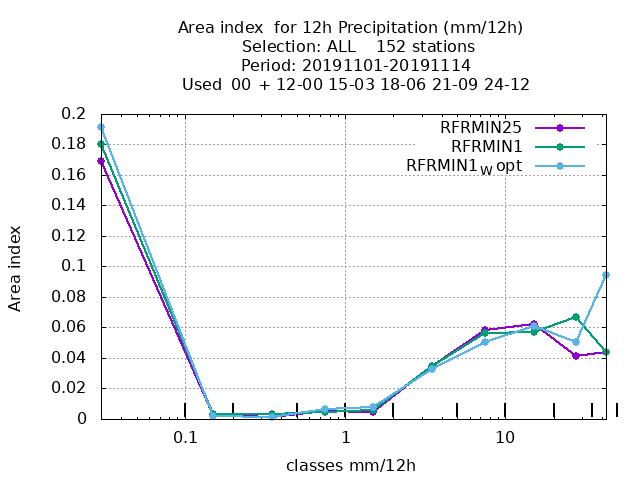 Area index  for 12h Precipitation (mm/12h)
Selection: ALL    152 stations
Period: 20191101-20191114
Used  00 + 12-00 15-03 18-06 21-09 24-12
RFRMIN25
RFRMIN1
RFRMIN1W opt
0.2
0.18
0.16
0.14
0.12
0.1
0.08
0.06
0.04
0.02
0
Area index
0.1
1
10
classes mm/12h